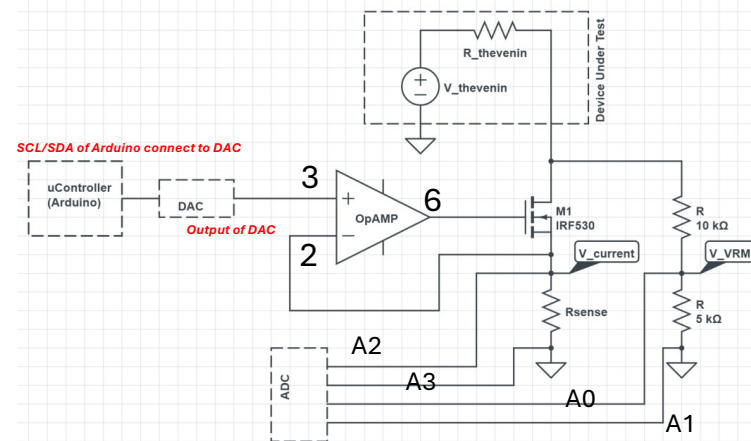 R_thevenin
V_thevenin
Device Under Test
SCL/SDA of Arduino connect to DAC
uController
(Arduino)
DAC
Output of DAC
3
+
OpAMP
2
−
6
M1
IRF530
R
10 kΩ
V_current
V_VRM
Rsense
R
5 kΩ
ADC
A2
A3
A0
A1